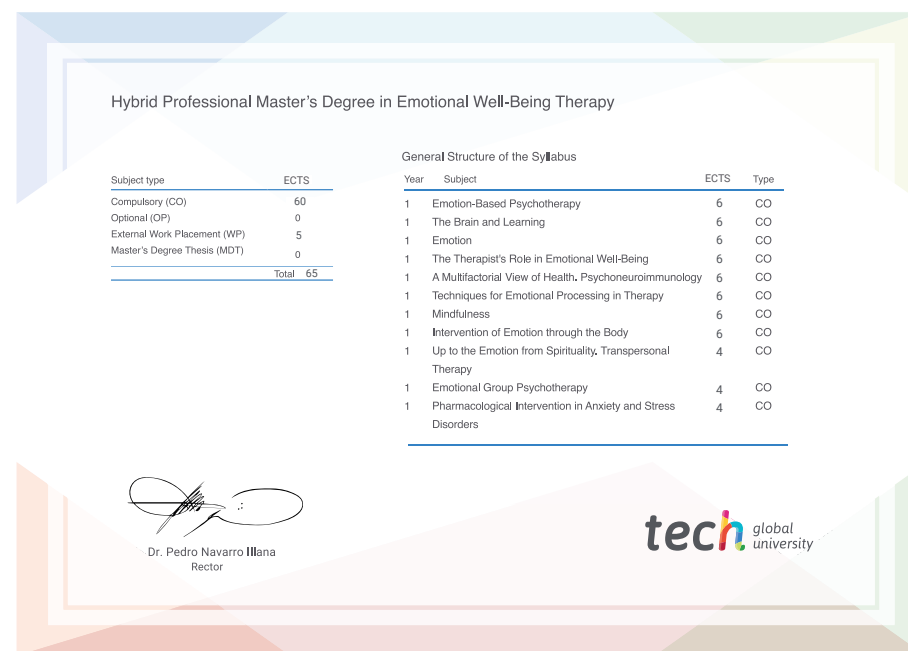 Hybrid Professional Master's Degree in Emotional Well-Being Therapy
Subject type ECTS
Compulsory (CO) 60
Optional (OP) 0
External Work Placement (WP) 5
Master's Degree Thesis (MDT) 0
Total 65
General Structure of the Syllabus
Year Subject ECTS Type
1 Emotion-Based Psychotherapy 6 CO
1 The Brain and Learning 6 CO
1 Emotion 6 CO
1 The Therapist's Role in Emotional Well-Being 6 CO
1 A Multifactorial View of Health. Psychoneuroimmunology 6 CO
1 Techniques for Emotional Processing in Therapy 6 CO
1 Mindfulness 6 CO
1 Intervention of Emotion through the Body 6 CO
1 Up to the Emotion from Spirituality. Transpersonal 4 CO
Therapy
1 Emotional Group Psychotherapy 4 CO
1 Pharmacological Intervention in Anxiety and Stress 4 CO
Disorders
Dr. Pedro Navarro Illana
Rector
tech global
university